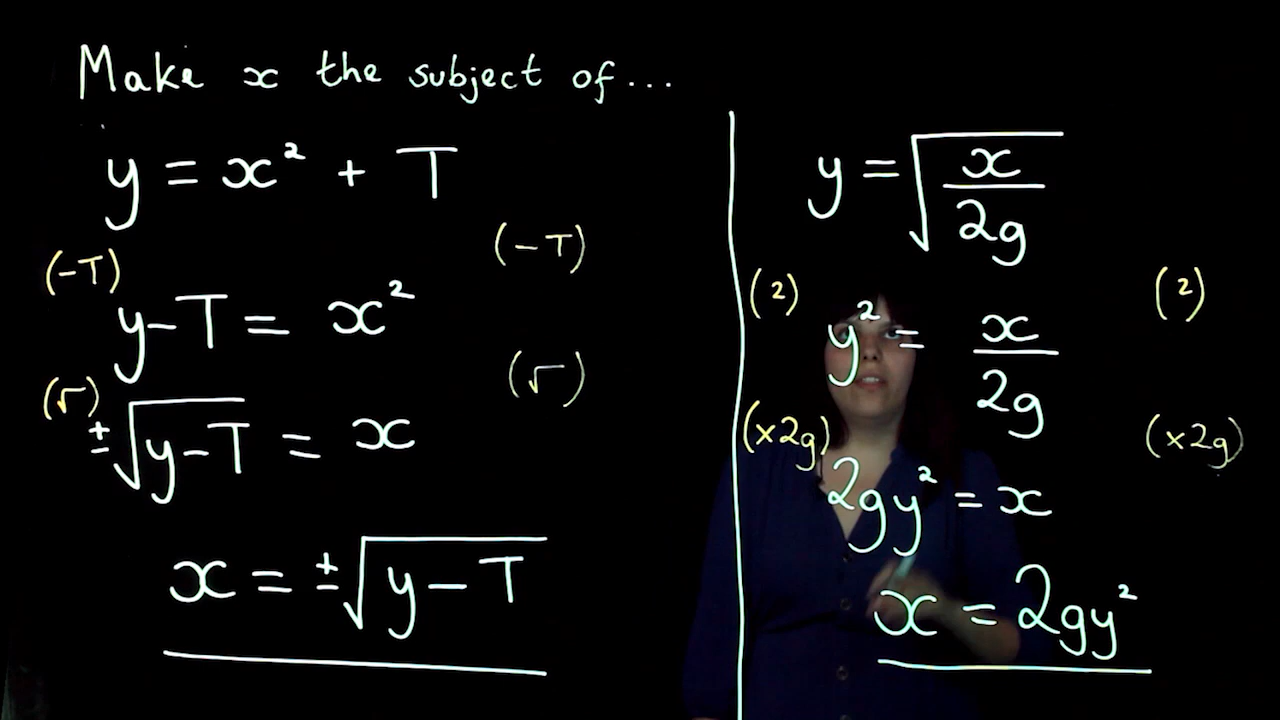 Make x the subject of...
y = x² + T
(-T) (-T)
y-T = x²
(√) (√)
±√(y-T) = x
x = ±√(y-T)
y = √(x/2g)
(²) (²)
y² = x/2g
(×2g) (×2g)
2gy² = x
x = 2gy²